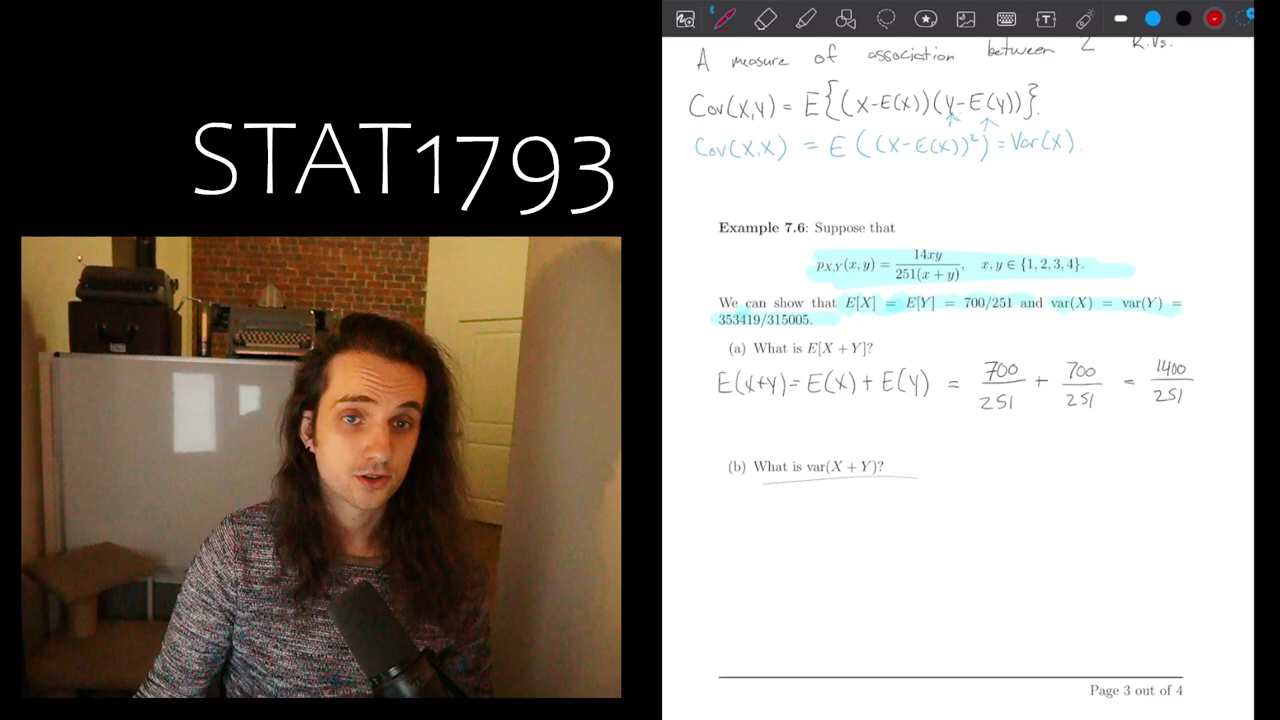 STAT1793
A measure of association between 2 R.Vs.
Cov(X,Y) = E{(X-E(X))(Y-E(Y))}.
Cov(X,X) = E((X-E(X))²) = Var(X).
Example 7.6: Suppose that
p_{X,Y}(x, y) = 14xy / 251(x + y), x, y ∈ {1, 2, 3, 4}.
We can show that E[X] = E[Y] = 700/251 and var(X) = var(Y) =
353419/315005.
(a) What is E[X + Y]?
E(X+Y) = E(X) + E(Y) = 700/251 + 700/251 = 1400/251
(b) What is var(X + Y)?
Page 3 out of 4